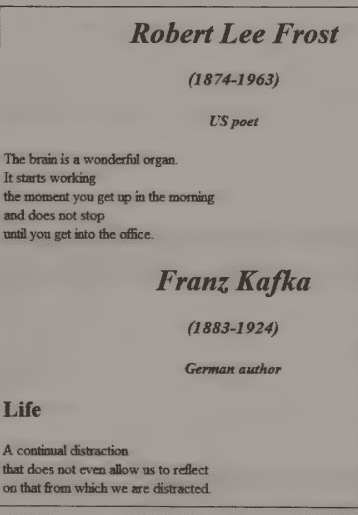 Robert Lee Frost
(1874-1963)
US poet
The brain is a wonderful organ.
It starts working
the moment you get up in the morning
and does not stop
until you get into the office.
Franz Kafka
(1883-1924)
German author
Life
A continual distraction
that does not even allow us to reflect
on that from which we are distracted.